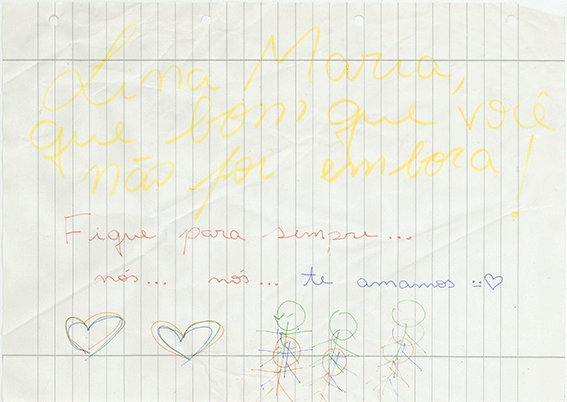 Lina Maria,
que bom que você
não foi embora!
Fique para sempre...
nós... nós... te amamos :♡